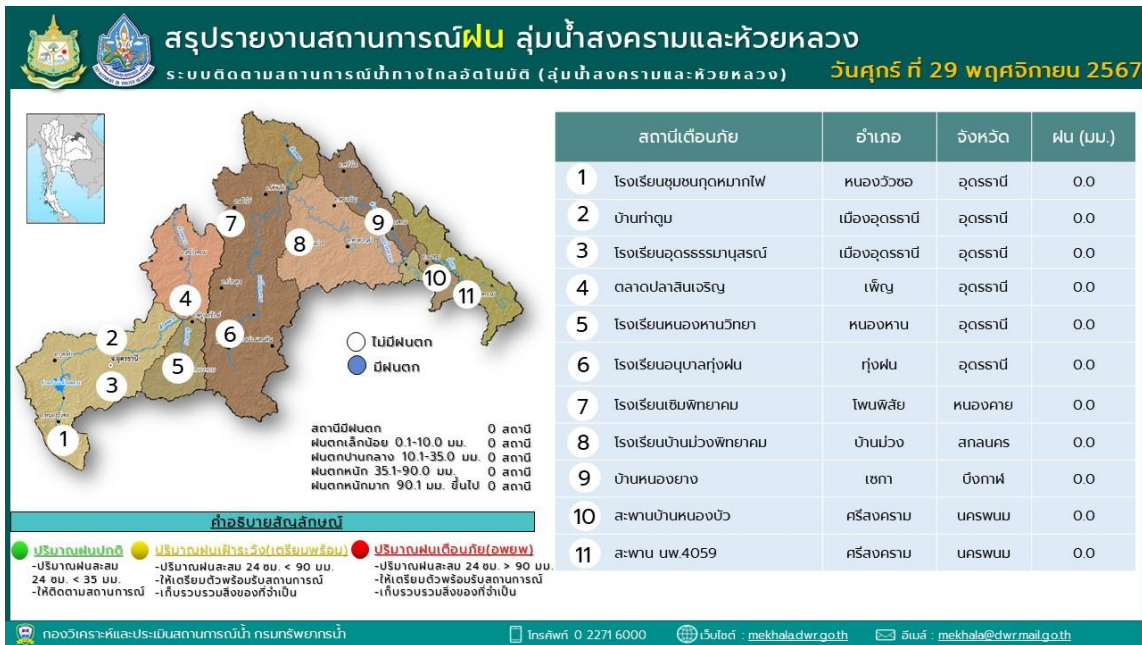 สรุปรายงานสถานการณ์ฝน ลุ่มน้ำสงครามและห้วยหลวง
ระบบติดตามสถานการณ์น้ำทางไกลอัตโนมัติ (ลุ่มน้ำสงครามและห้วยหลวง)
วันศุกร์ ที่ 29 พฤศจิกายน 2567
7
8
9
10
11
4
2
6
5
3
1
ไม่มีฝนตก
มีฝนตก
สถานีมีฝนตก 0 สถานี
ฝนตกเล็กน้อย 0.1-10.0 มม. 0 สถานี
ฝนตกปานกลาง 10.1-35.0 มม. 0 สถานี
ฝนตกหนัก 35.1-90.0 มม. 0 สถานี
ฝนตกหนักมาก 90.1 มม. ขึ้นไป 0 สถานี
สถานีเตือนภัย อำเภอ จังหวัด ฝน (มม.)
1 โรงเรียนชุมชนกุดหมากไฟ หนองวัวซอ อุดรธานี 0.0
2 บ้านท่าตูม เมืองอุดรธานี อุดรธานี 0.0
3 โรงเรียนอุดรธรรมานุสรณ์ เมืองอุดรธานี อุดรธานี 0.0
4 ตลาดปลาสินเจริญ เพ็ญ อุดรธานี 0.0
5 โรงเรียนหนองหานวิทยา หนองหาน อุดรธานี 0.0
6 โรงเรียนอนุบาลทุ่งฝน ทุ่งฝน อุดรธานี 0.0
7 โรงเรียนเซิมพิทยาคม โพนพิสัย หนองคาย 0.0
8 โรงเรียนบ้านม่วงพิทยาคม บ้านม่วง สกลนคร 0.0
9 บ้านหนองยาง เซกา บึงกาฬ 0.0
10 สะพานบ้านหนองบัว ศรีสงคราม นครพนม 0.0
11 สะพาน นพ.4059 ศรีสงคราม นครพนม 0.0
คำอธิบายสัญลักษณ์
ปริมาณฝนปกติ
-ปริมาณฝนสะสม
24 ชม. < 35 มม.
-ให้ติดตามสถานการณ์
ปริมาณฝนเฝ้าระวัง(เตรียมพร้อม)
-ปริมาณฝนสะสม 24 ชม. < 90 มม.
-ให้เตรียมตัวพร้อมรับสถานการณ์
-เก็บรวบรวมสิ่งของที่จำเป็น
ปริมาณฝนเตือนภัย(อพยพ)
-ปริมาณฝนสะสม 24 ชม. > 90 มม.
-ให้เตรียมตัวพร้อมรับสถานการณ์
-เก็บรวบรวมสิ่งของที่จำเป็น
กองวิเคราะห์และประเมินสถานการณ์น้ำ กรมทรัพยากรน้ำ
โทรศัพท์ 0 2271 6000
เว็บไซต์ : mekhala.dwr.go.th
อีเมล์ : mekhala@dwr.mail.go.th